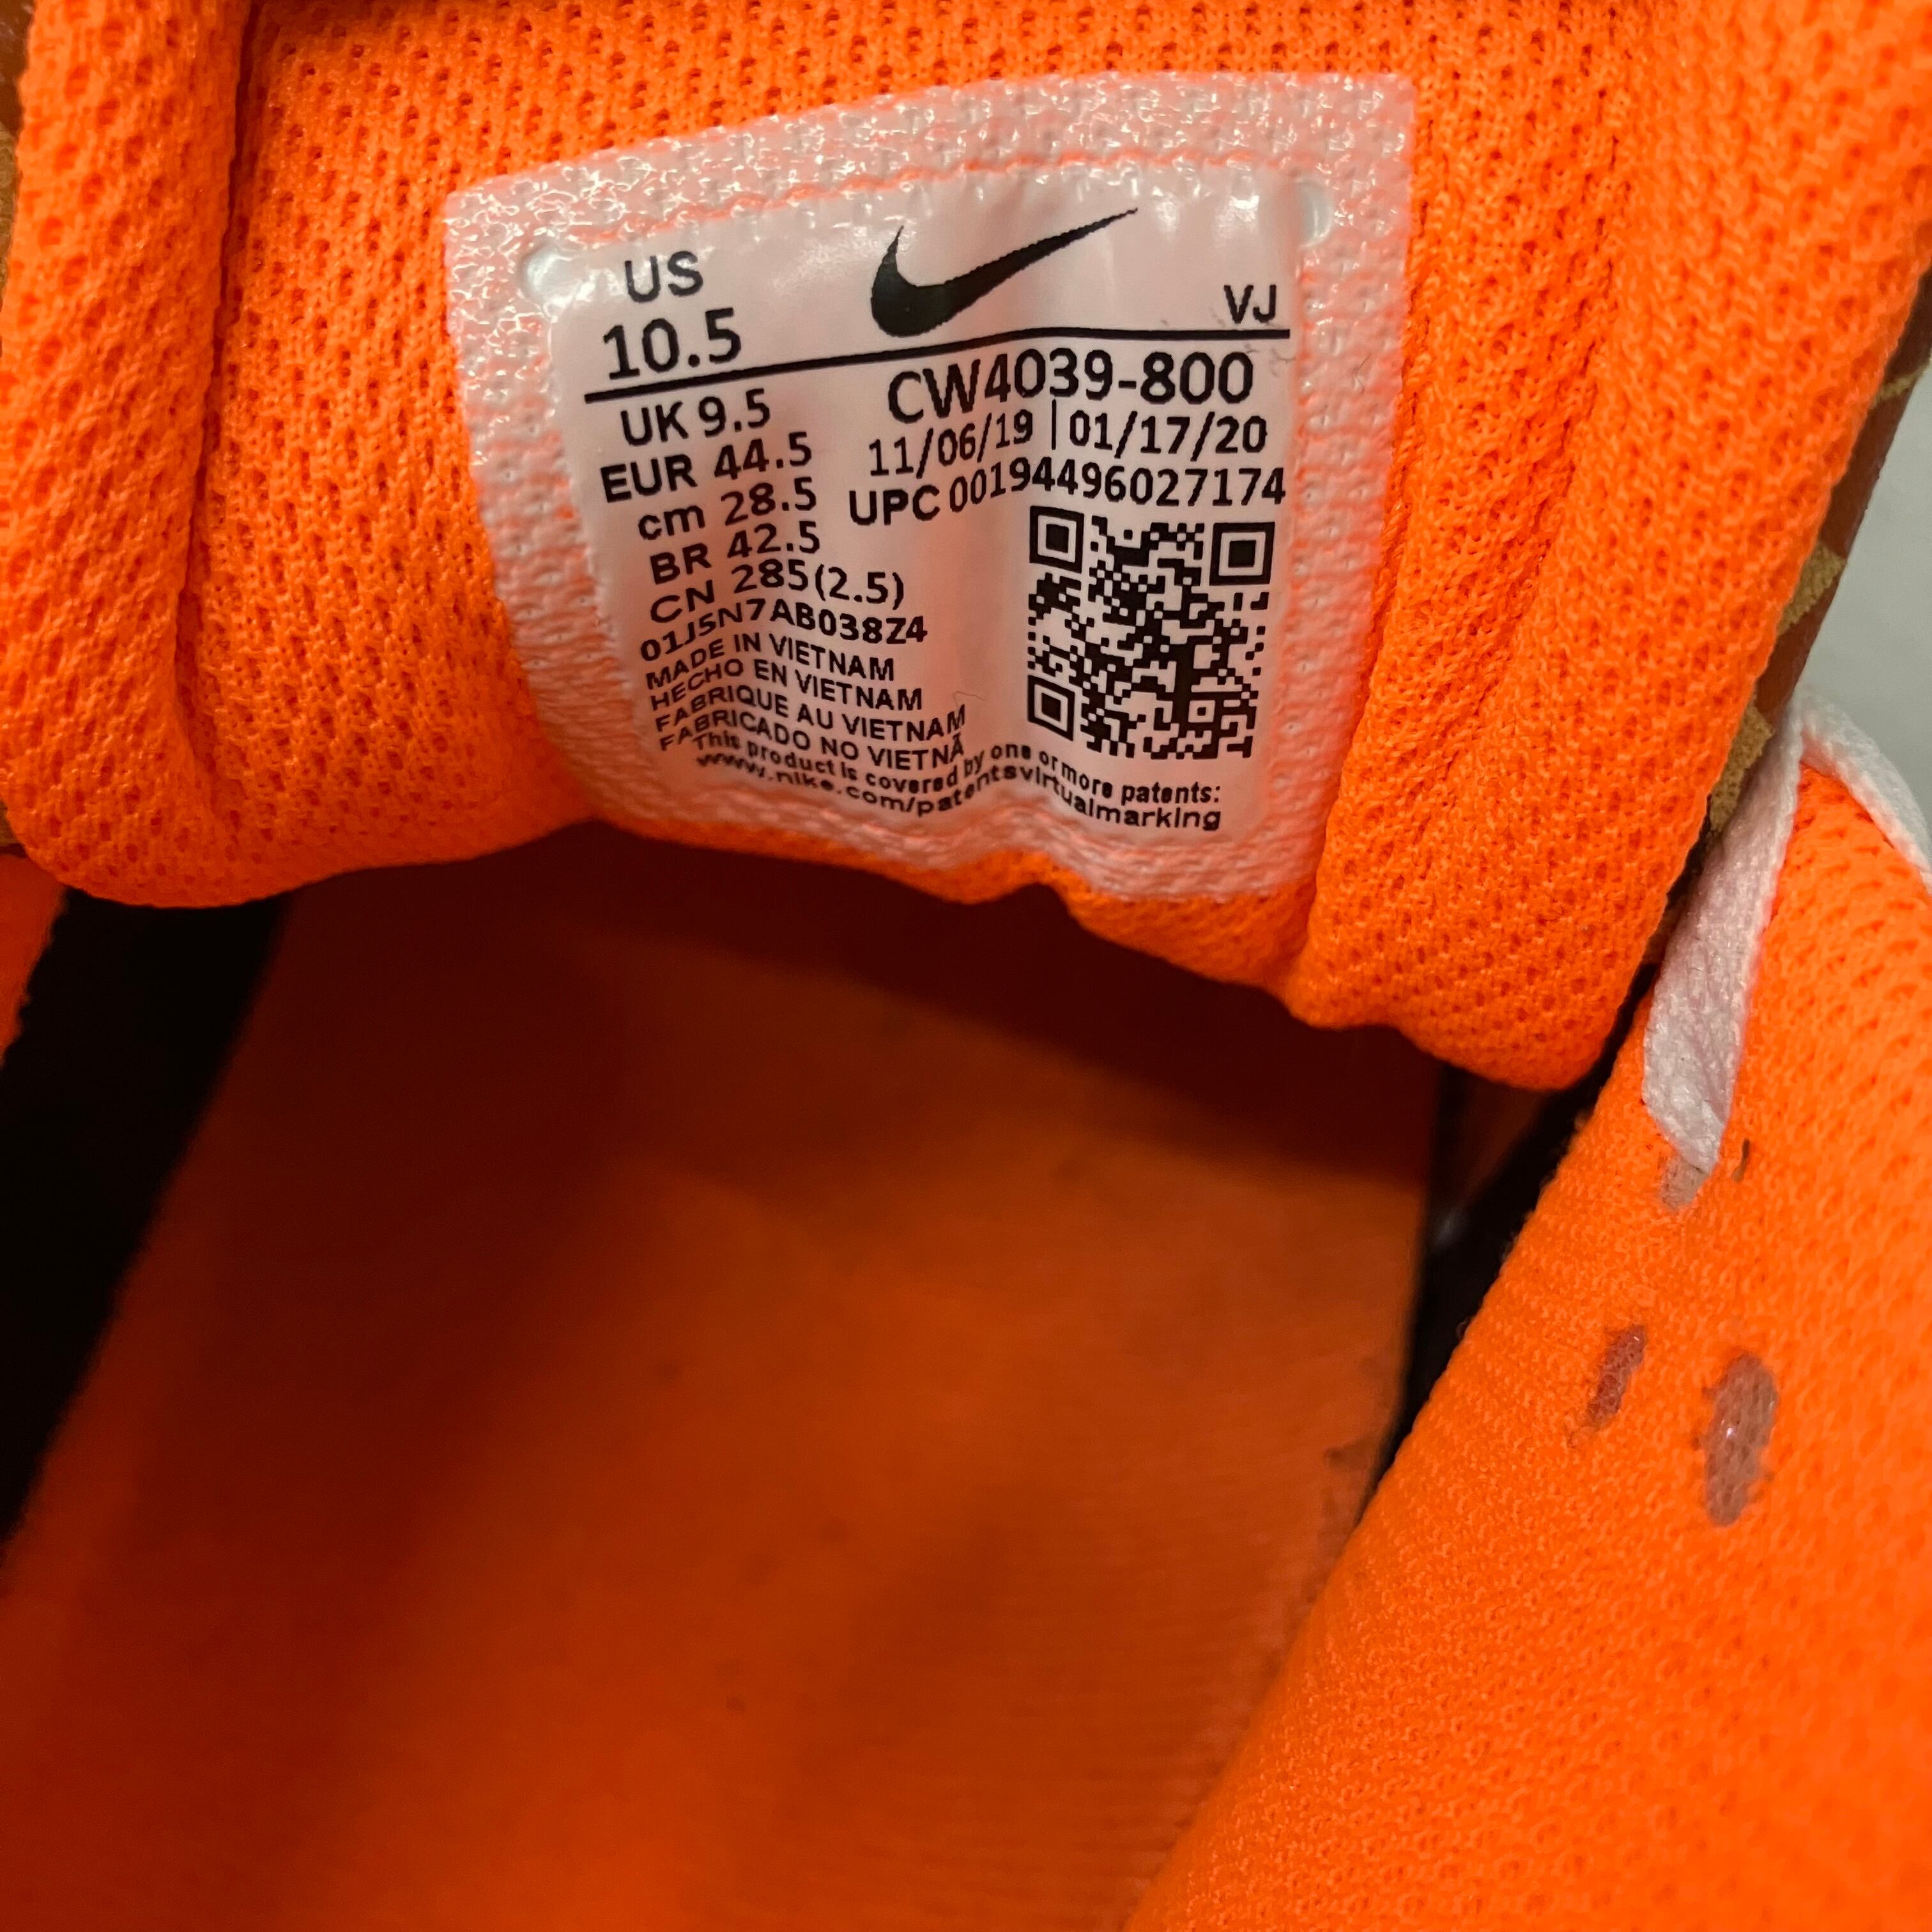 US
10.5
VJ
UK 9.5
EUR 44.5
cm 28.5
BR 42.5
CN 285(2.5)
01J5N7AB038Z4
MADE IN VIETNAM
HECHO EN VIETNAM
FABRIQUE AU VIETNAM
FABRICADO NO VIETNÃ
CW4039-800
11/06/19 | 01/17/20
UPC 00194496027174
This product is covered by one or more patents:
www.nike.com/patentsvirtualmarking